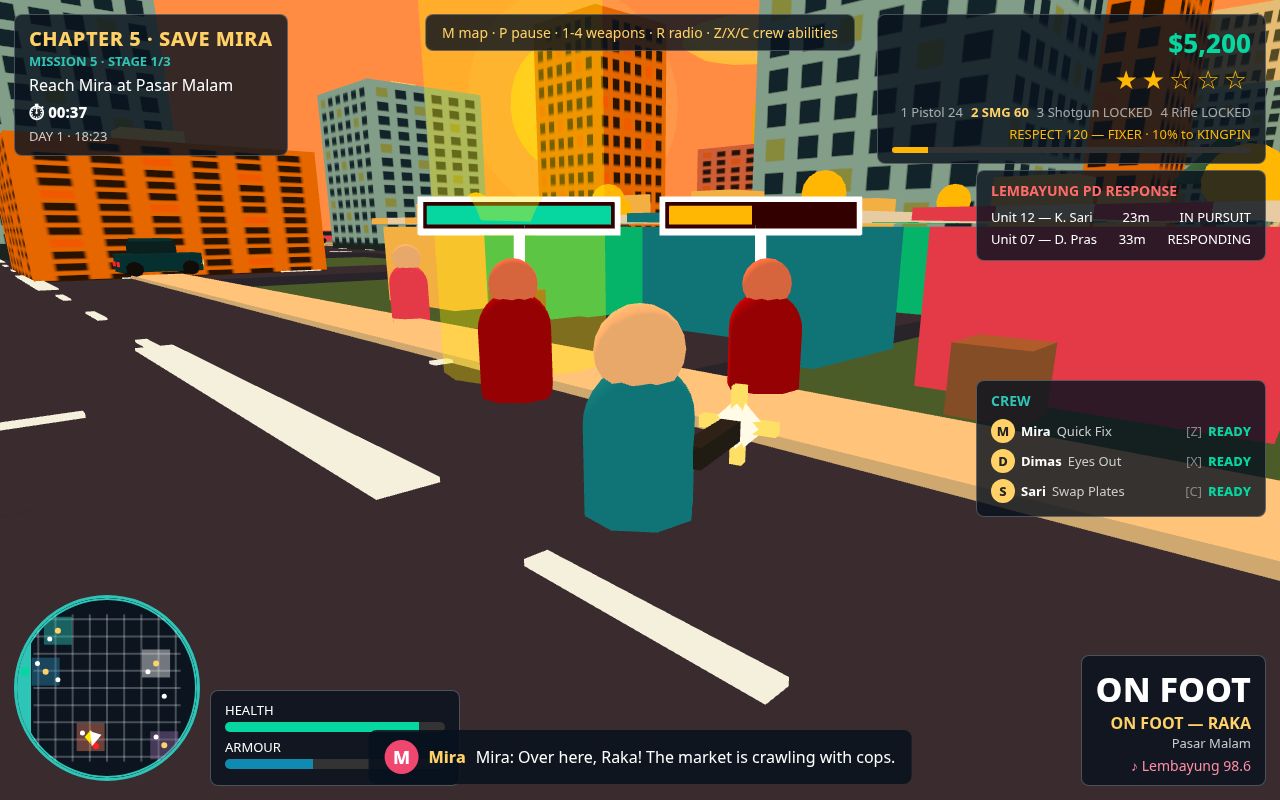 CHAPTER 5 · SAVE MIRA
MISSION 5 · STAGE 1/3
Reach Mira at Pasar Malam
⏱ 00:37
DAY 1 · 18:23
M map · P pause · 1-4 weapons · R radio · Z/X/C crew abilities
$5,200
★★☆☆☆
1 Pistol 24 2 SMG 60 3 Shotgun LOCKED 4 Rifle LOCKED
RESPECT 120 — FIXER · 10% to KINGPIN
LEMBAYUNG PD RESPONSE
Unit 12 — K. Sari 23m IN PURSUIT
Unit 07 — D. Pras 33m RESPONDING
CREW
M Mira Quick Fix [Z] READY
D Dimas Eyes Out [X] READY
S Sari Swap Plates [C] READY
HEALTH
ARMOUR
M Mira Mira: Over here, Raka! The market is crawling with cops.
ON FOOT
ON FOOT — RAKA
Pasar Malam
♪ Lembayung 98.6